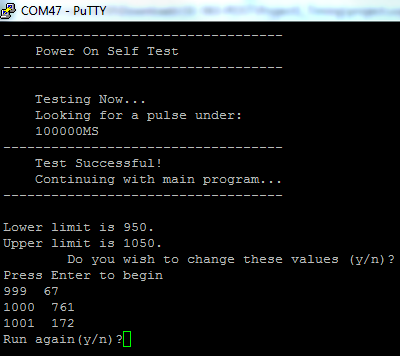 COM47 - PuTTY
-----------------------------------
Power On Self Test
-----------------------------------
Testing Now...
Looking for a pulse under:
100000MS
-----------------------------------
Test Successful!
Continuing with main program...
-----------------------------------
Lower limit is 950.
Upper limit is 1050.
Do you wish to change these values (y/n)?
Press Enter to begin
999 67
1000 761
1001 172
Run again(y/n)?